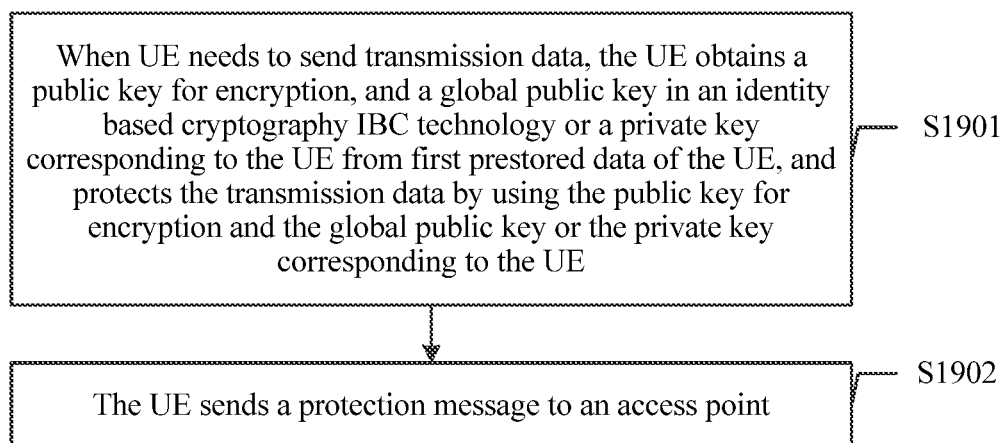 When UE needs to send transmission data, the UE obtains a
public key for encryption, and a global public key in an identity
based cryptography IBC technology or a private key
corresponding to the UE from first prestored data of the UE, and
protects the transmission data by using the public key for
encryption and the global public key or the private key
corresponding to the UE
S1901
The UE sends a protection message to an access point
S1902